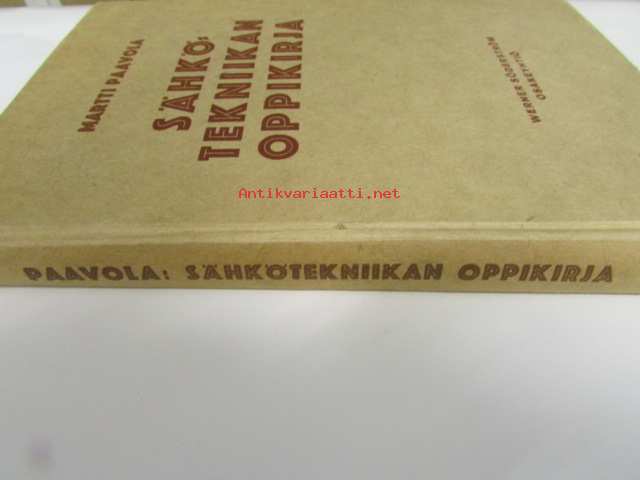 MARTTI PAAVOLA
SÄHKÖ-
TEKNIIKAN
OPPIKIRJA
WERNER SÖDERSTRÖM
OSAKEYHTIÖ
Antikvariaatti.net
PAAVOLA: SÄHKÖTEKNIIKAN OPPIKIRJA